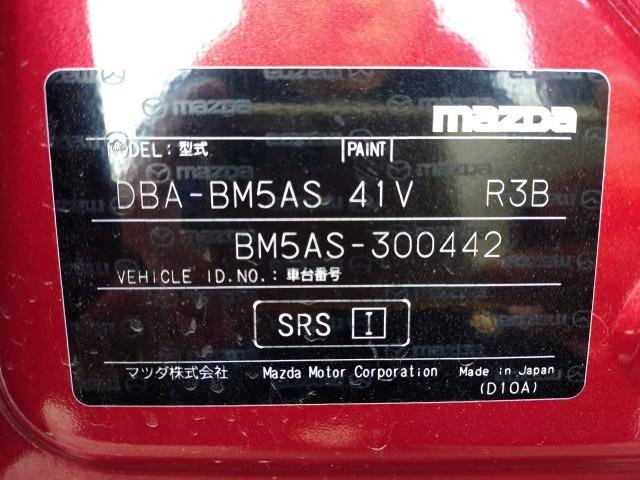 mazda
MODEL: 型式 PAINT
DBA-BM5AS 41V R3B
BM5AS-300442
VEHICLE ID.NO.: 車台番号
SRS I
マツダ株式会社 Mazda Motor Corporation Made in Japan
(D10A)